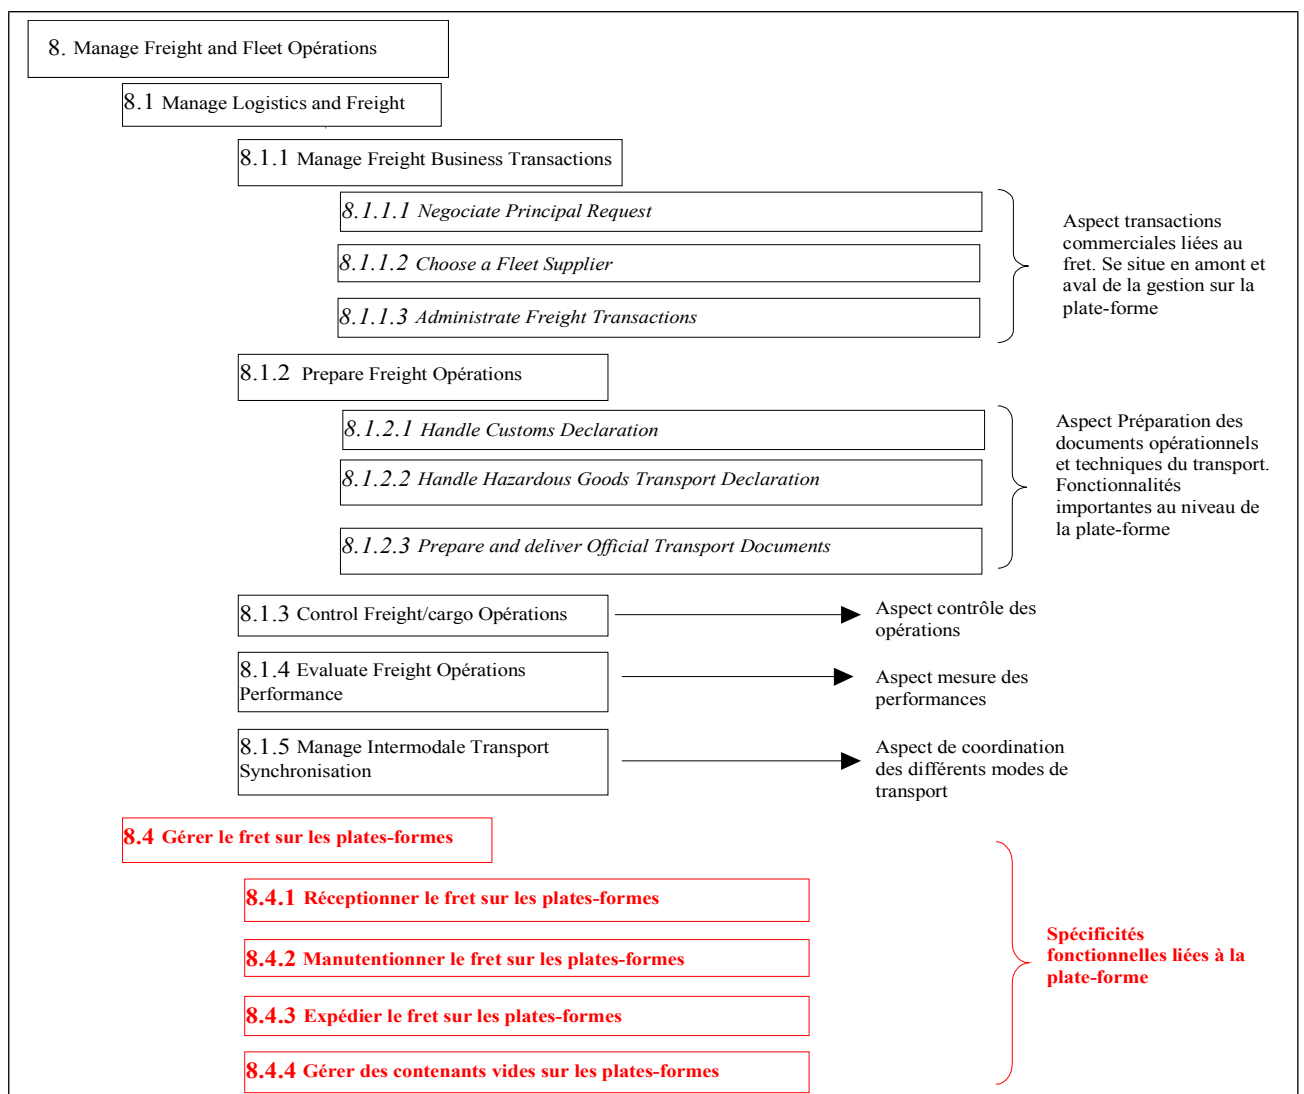 8. Manage Freight and Fleet Opérations
8.1 Manage Logistics and Freight
8.1.1 Manage Freight Business Transactions
8.1.1.1 Negociate Principal Request
8.1.1.2 Choose a Fleet Supplier
8.1.1.3 Administrate Freight Transactions
Aspect transactions
commerciales liées au
fret. Se situe en amont et
aval de la gestion sur la
plate-forme
8.1.2 Prepare Freight Opérations
8.1.2.1 Handle Customs Declaration
8.1.2.2 Handle Hazardous Goods Transport Declaration
8.1.2.3 Prepare and deliver Official Transport Documents
Aspect Préparation des
documents opérationnels
et techniques du transport.
Fonctionnalités
importantes au niveau de
la plate-forme
8.1.3 Control Freight/cargo Opérations
Aspect contrôle des
opérations
8.1.4 Evaluate Freight Opérations
Performance
Aspect mesure des
performances
8.1.5 Manage Intermodale Transport
Synchronisation
Aspect de coordination
des différents modes de
transport
8.4 Gérer le fret sur les plates-formes
8.4.1 Réceptionner le fret sur les plates-formes
8.4.2 Manutentionner le fret sur les plates-formes
8.4.3 Expédier le fret sur les plates-formes
8.4.4 Gérer des contenants vides sur les plates-formes
Spécificités
fonctionnelles liées à la
plate-forme